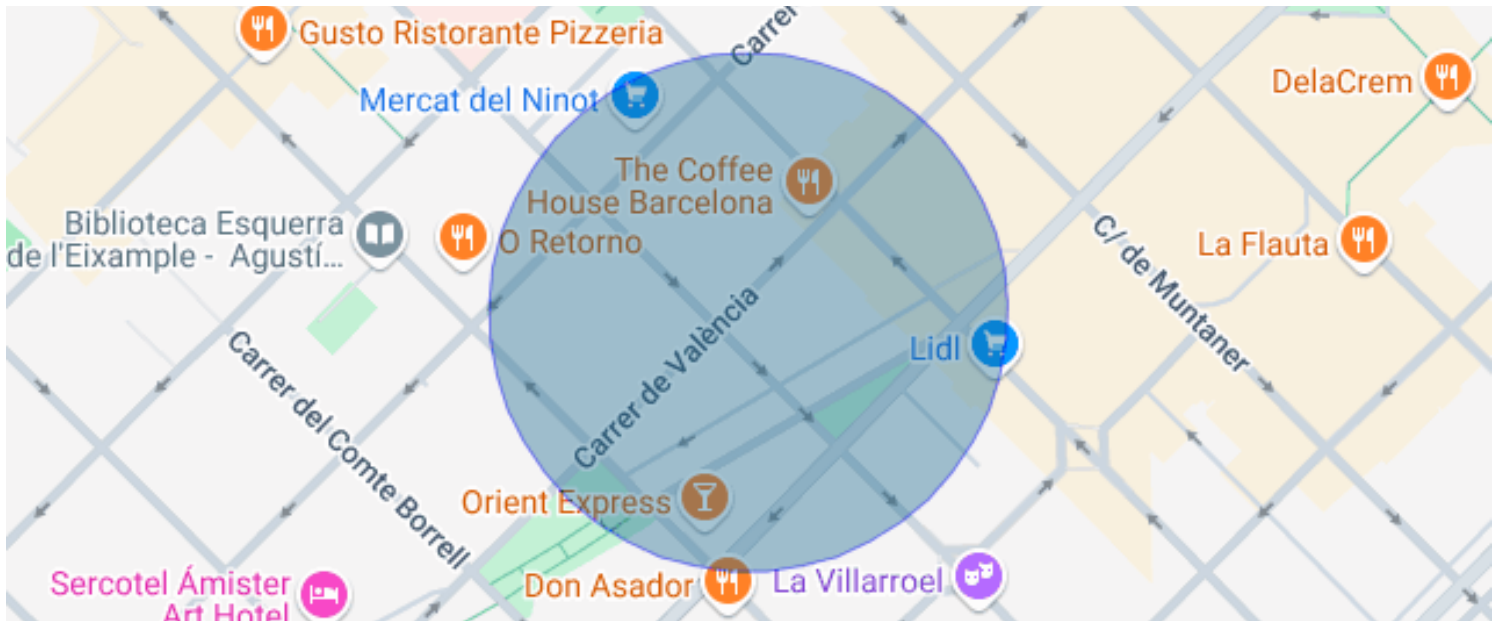 Carrer
Gusto Ristorante Pizzeria
Mercat del Ninot
DelaCrem
The Coffee
House Barcelona
Biblioteca Esquerra
de l'Eixample - Agustí...
O Retorno
C/ de Muntaner
La Flauta
Carrer de València
Lidl
Carrer del Comte Borrell
Orient Express
Sercotel Ámister
Art Hotel
Don Asador
La Villarroel